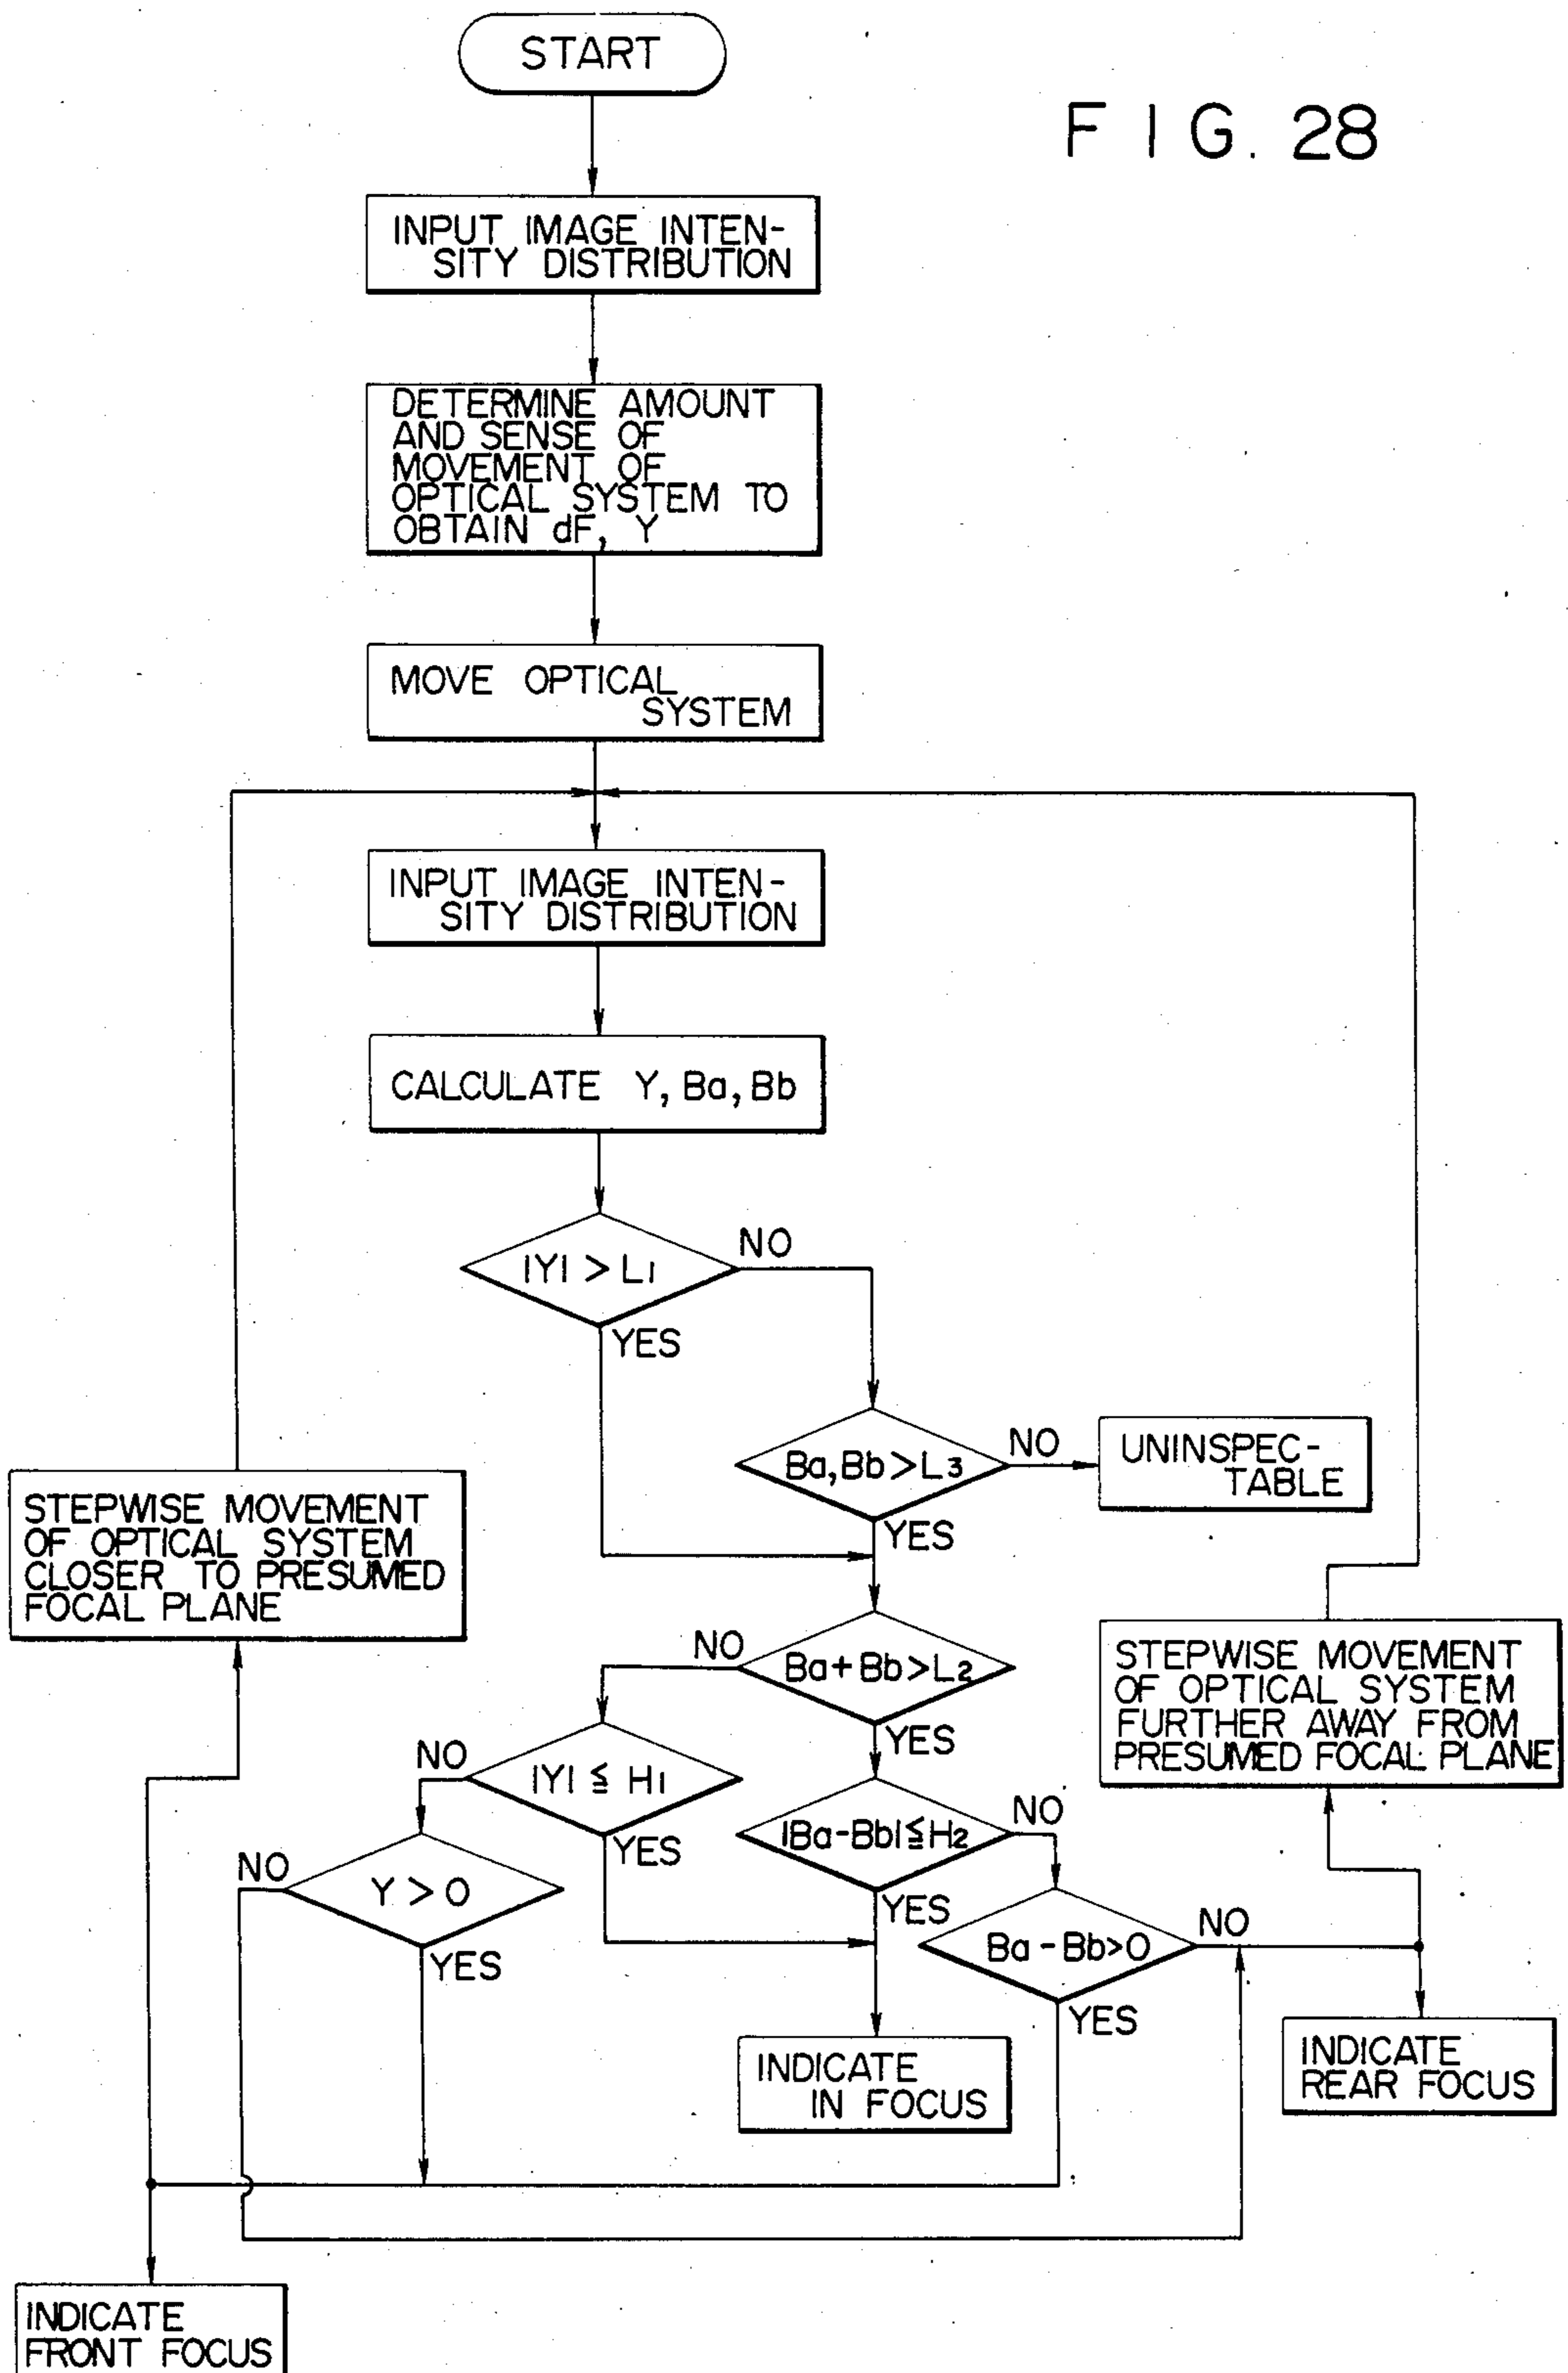 START
FIG. 28
INPUT IMAGE INTEN-
SITY DISTRIBUTION
DETERMINE AMOUNT
AND SENSE OF
MOVEMENT OF
OPTICAL SYSTEM TO
OBTAIN dF, Y
MOVE OPTICAL
SYSTEM
INPUT IMAGE INTEN-
SITY DISTRIBUTION
CALCULATE Y, Ba, Bb
|Y| > L1
NO
YES
Ba, Bb > L3
NO
YES
UNINSPEC-
TABLE
STEPWISE MOVEMENT
OF OPTICAL SYSTEM
CLOSER TO PRESUMED
FOCAL PLANE
Ba + Bb > L2
NO
YES
STEPWISE MOVEMENT
OF OPTICAL SYSTEM
FURTHER AWAY FROM
PRESUMED FOCAL PLANE
|Y| ≦ H1
NO
YES
|Ba - Bb| ≦ H2
NO
YES
Y > 0
NO
YES
Ba - Bb > 0
NO
YES
INDICATE
IN FOCUS
INDICATE
REAR FOCUS
INDICATE
FRONT FOCUS